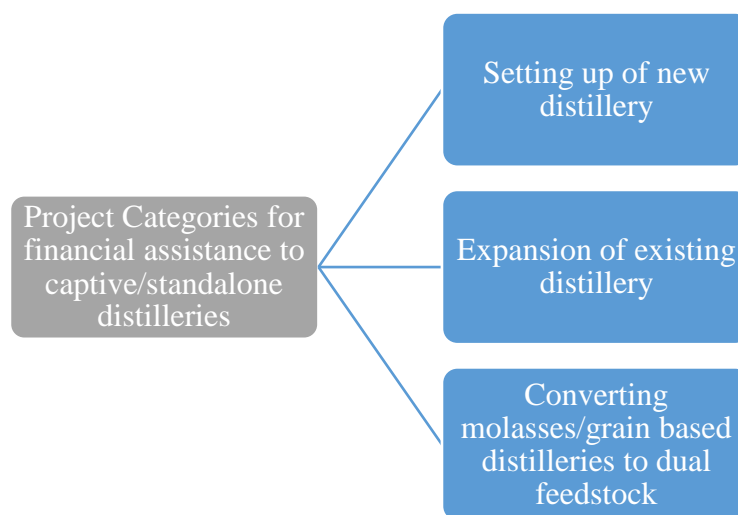 Setting up of new
distillery
Project Categories for
financial assistance to
captive/standalone
distilleries
Expansion of existing
distillery
Converting
molasses/grain based
distilleries to dual
feedstock